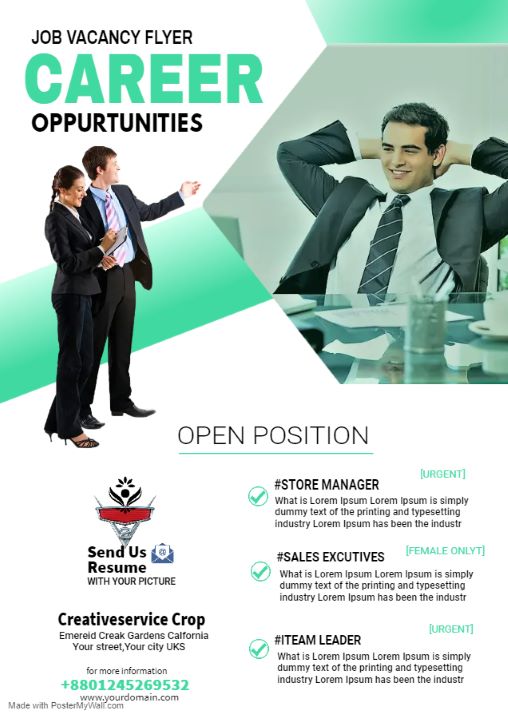 JOB VACANCY FLYER
CAREER
OPPURTUNITIES
OPEN POSITION
[URGENT]
#STORE MANAGER
What is Lorem Ipsum Lorem Ipsum is simply
dummy text of the printing and typesetting
industry Lorem Ipsum has been the industr
#SALES EXCUTIVES
[FEMALE ONLYT]
What is Lorem Ipsum Lorem Ipsum is simply
dummy text of the printing and typesetting
industry Lorem Ipsum has been the industr
[URGENT]
#ITEAM LEADER
What is Lorem Ipsum Lorem Ipsum is simply
dummy text of the printing and typesetting
industry Lorem Ipsum has been the industr
Send Us
Resume
WITH YOUR PICTURE
Creativeservice Crop
Emereid Creak Gardens Calfornia
Your street,Your city UKS
for more information
+8801245269532
www.yourdomain.com
Made with PosterMyWall.com